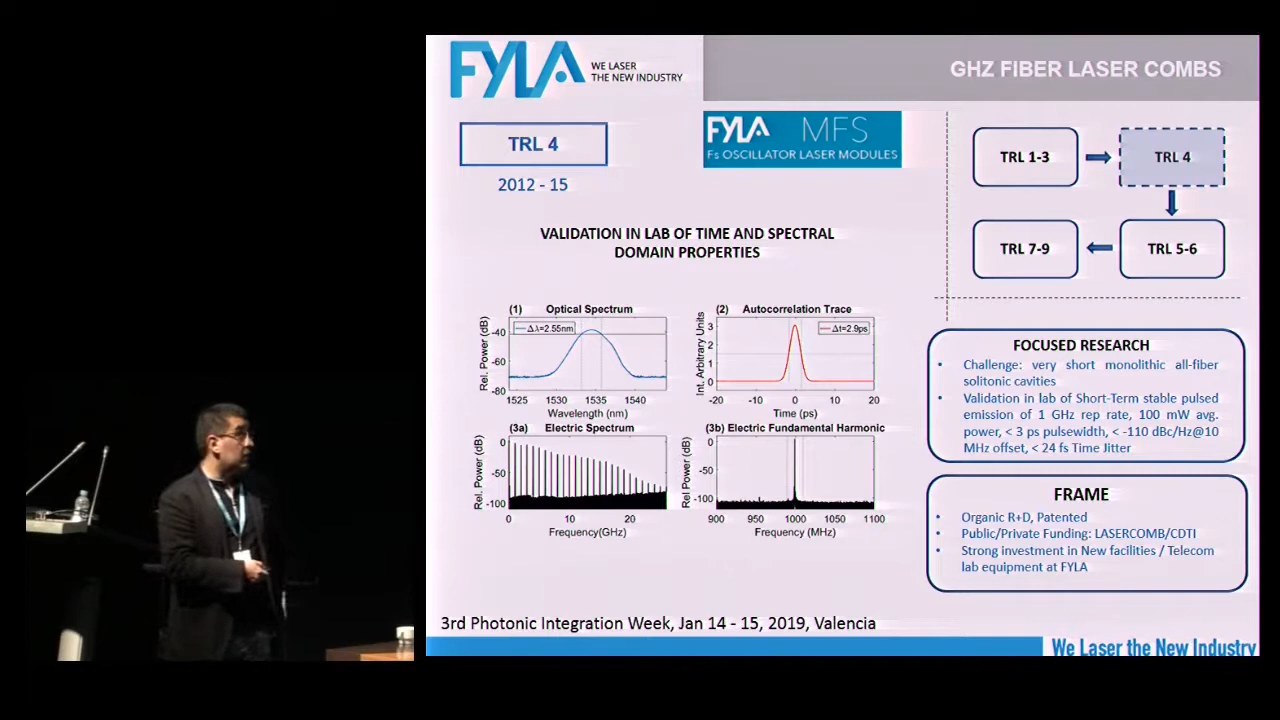 FYLA
WE LASER
THE NEW INDUSTRY
GHZ FIBER LASER COMBS
TRL 4
2012 - 15
FYLA MFS
Fs OSCILLATOR LASER MODULES
TRL 1-3
TRL 4
TRL 7-9
TRL 5-6
VALIDATION IN LAB OF TIME AND SPECTRAL
DOMAIN PROPERTIES
(1) Optical Spectrum
Δλ=2.55nm
Rel. Power (dB)
-40
-60
-80
1525 1530 1535 1540
Wavelength (nm)
(2) Autocorrelation Trace
Δt=2.9ps
Int. Arbitrary Units
3
2
1
0
-20 -10 0 10 20
Time (ps)
(3a) Electric Spectrum
Rel. Power (dB)
0
-50
-100
0 10 20
Frequency(GHz)
(3b) Electric Fundamental Harmonic
Rel. Power (dB)
0
-50
-100
900 950 1000 1050 1100
Frequency (MHz)
FOCUSED RESEARCH
• Challenge: very short monolithic all-fiber
solitonic cavities
• Validation in lab of Short-Term stable pulsed
emission of 1 GHz rep rate, 100 mW avg.
power, < 3 ps pulsewidth, < -110 dBc/Hz@10
MHz offset, < 24 fs Time Jitter
FRAME
• Organic R+D, Patented
• Public/Private Funding: LASERCOMB/CDTI
• Strong investment in New facilities / Telecom
lab equipment at FYLA
3rd Photonic Integration Week, Jan 14 - 15, 2019, Valencia
We Laser the New Industry